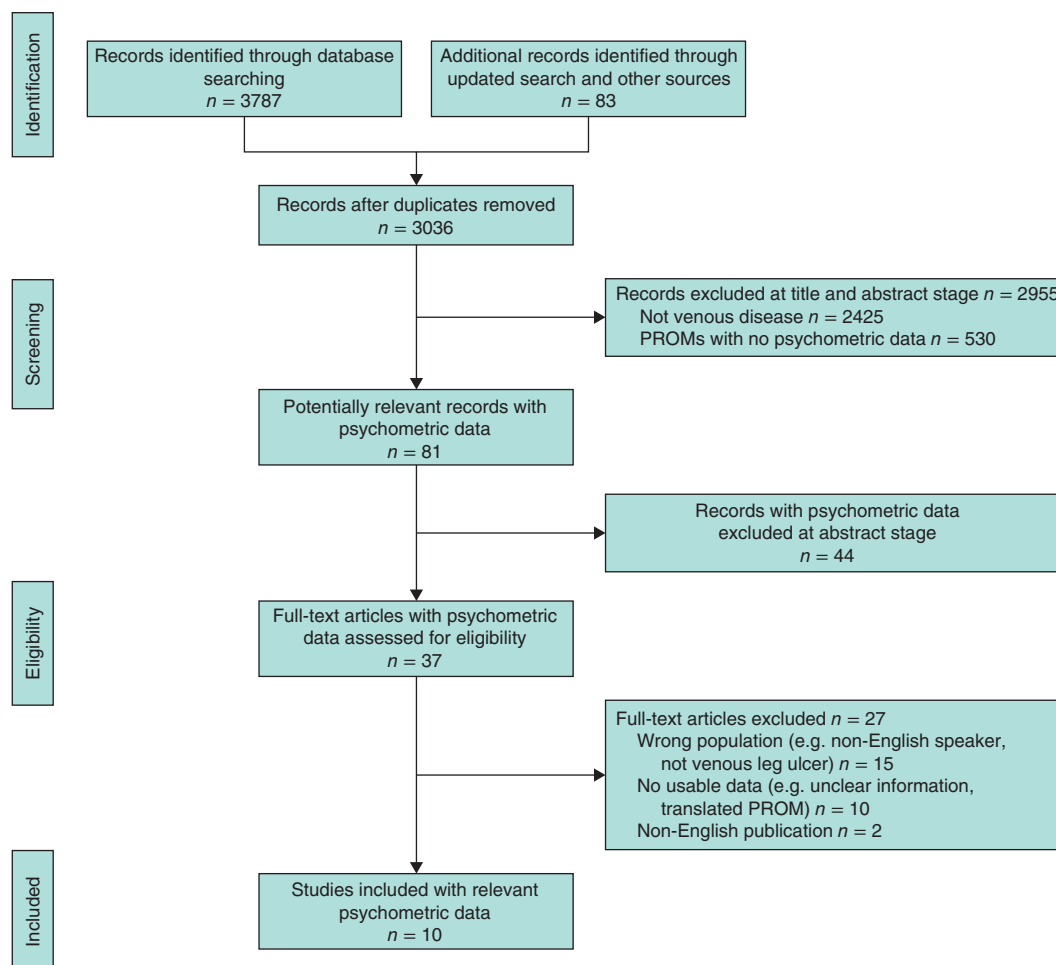 Identification
Records identified through database
searching
n = 3787
Additional records identified through
updated search and other sources
n = 83
Records after duplicates removed
n = 3036
Screening
Records excluded at title and abstract stage n = 2955
Not venous disease n = 2425
PROMs with no psychometric data n = 530
Potentially relevant records with
psychometric data
n = 81
Records with psychometric data
excluded at abstract stage
n = 44
Eligibility
Full-text articles with psychometric
data assessed for eligibility
n = 37
Full-text articles excluded n = 27
Wrong population (e.g. non-English speaker,
not venous leg ulcer) n = 15
No usable data (e.g. unclear information,
translated PROM) n = 10
Non-English publication n = 2
Included
Studies included with relevant
psychometric data
n = 10